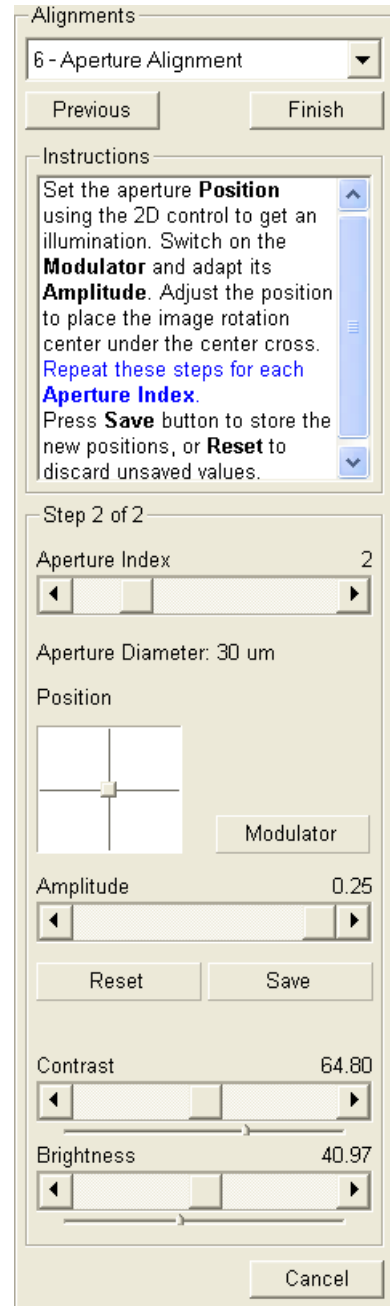 Alignments
6 - Aperture Alignment
Previous Finish
Instructions
Set the aperture Position
using the 2D control to get an
illumination. Switch on the
Modulator and adapt its
Amplitude. Adjust the position
to place the image rotation
center under the center cross.
Repeat these steps for each
Aperture Index.
Press Save button to store the
new positions, or Reset to
discard unsaved values.
Step 2 of 2
Aperture Index 2
Aperture Diameter: 30 um
Position
Modulator
Amplitude 0.25
Reset Save
Contrast 64.80
Brightness 40.97
Cancel